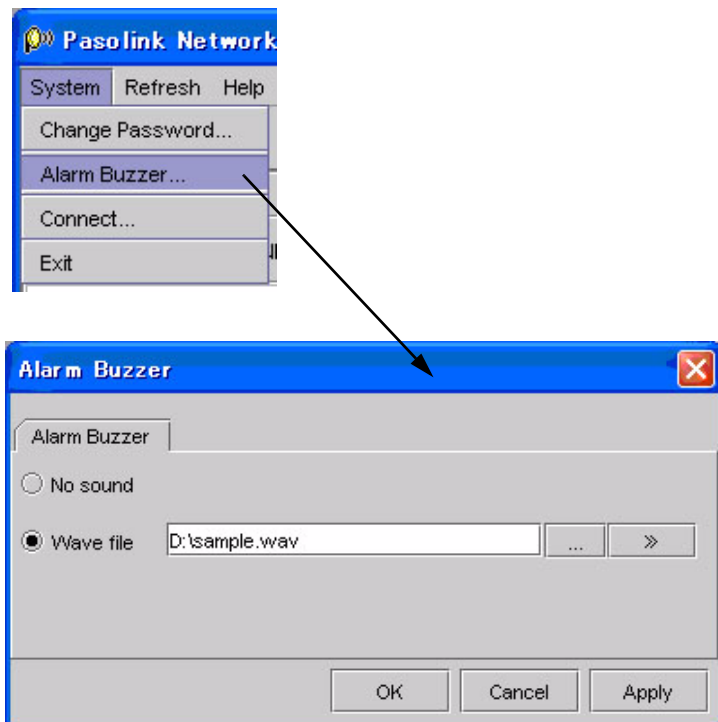 Pasolink Network
System Refresh Help
Change Password...
Alarm Buzzer...
Connect...
Exit
Alarm Buzzer
Alarm Buzzer
No sound
Wave file D:\sample.wav ... »
OK Cancel Apply